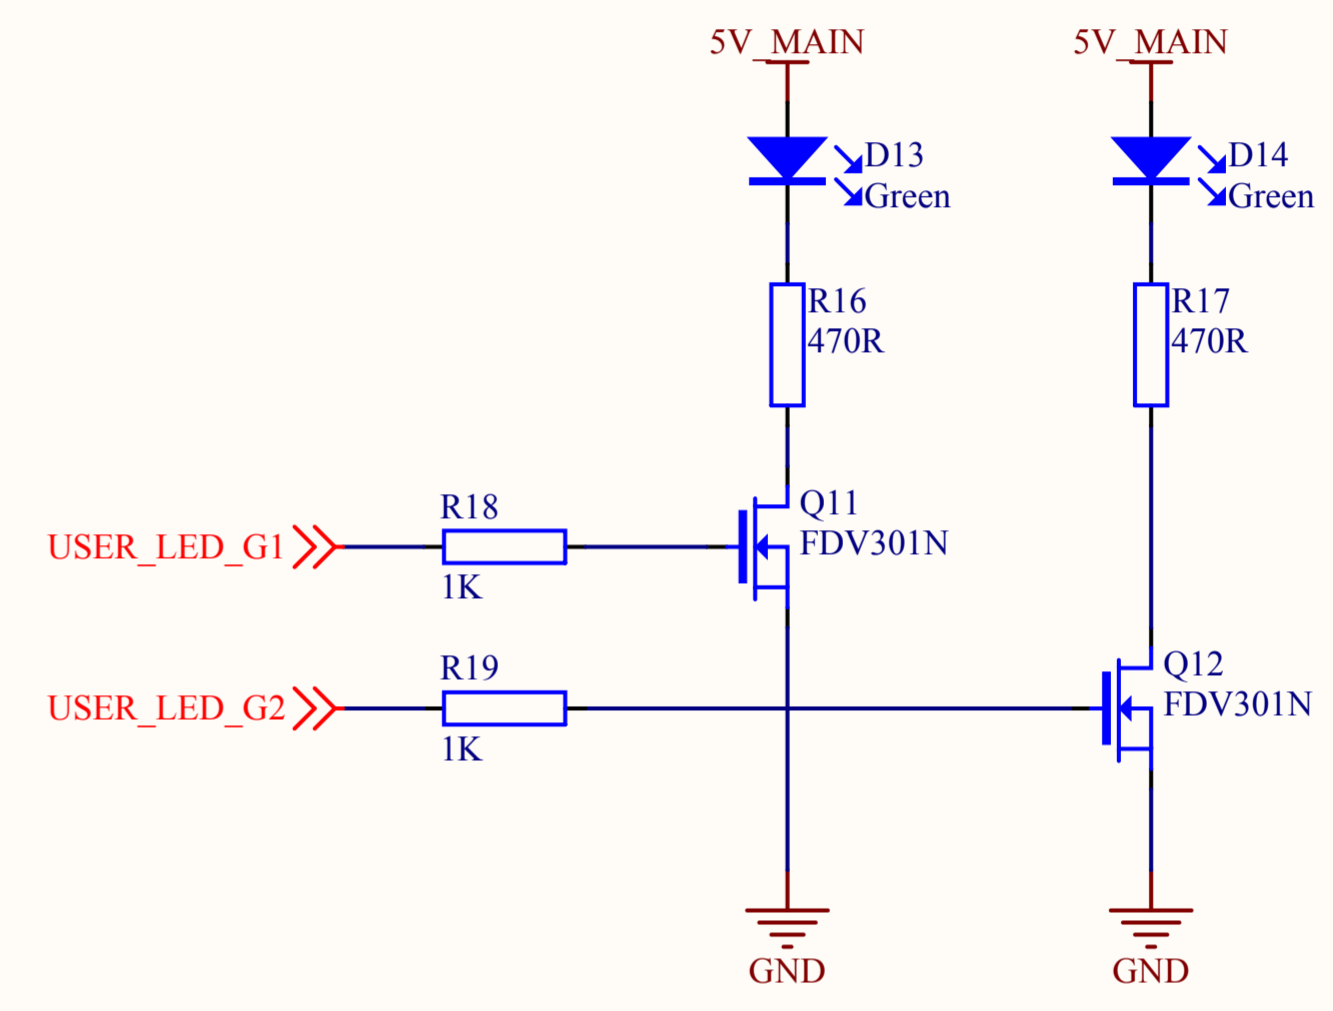 5V_MAIN
5V_MAIN
D13
Green
D14
Green
R16
470R
R17
470R
R18
1K
Q11
FDV301N
USER_LED_G1
R19
1K
Q12
FDV301N
USER_LED_G2
GND
GND